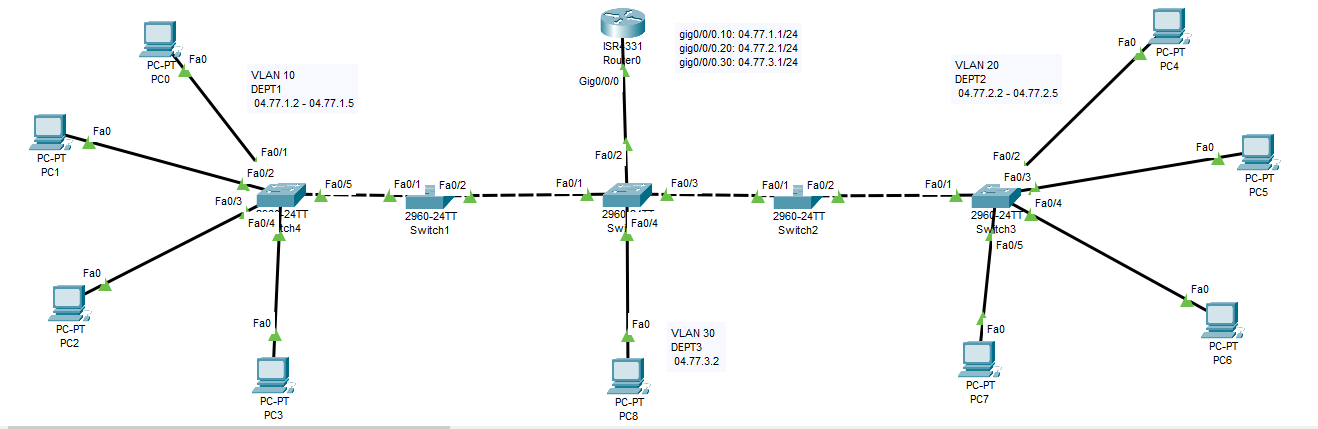 ISR4331
Router0
Gig0/0/0
gig0/0/0.10: 04.77.1.1/24
gig0/0/0.20: 04.77.2.1/24
gig0/0/0.30: 04.77.3.1/24
PC-PT
PC0
Fa0
VLAN 10
DEPT1
04.77.1.2 - 04.77.1.5
PC-PT
PC1
Fa0
Fa0/1
Fa0/2
Fa0/3
Fa0/4
Fa0/5
2960-24TT
PC-PT
PC2
Fa0
PC-PT
PC3
Fa0
Fa0/1
Fa0/2
2960-24TT
Switch1
Fa0/2
Fa0/1
Fa0/3
Fa0/4
Fa0
PC-PT
PC8
VLAN 30
DEPT3
04.77.3.2
Fa0/1
Fa0/2
2960-24TT
Switch2
VLAN 20
DEPT2
04.77.2.2 - 04.77.2.5
Fa0/1
Fa0/2
Fa0/3
Fa0/4
Fa0/5
2960-24TT
Switch3
Fa0
PC-PT
PC4
Fa0
PC-PT
PC5
Fa0
PC-PT
PC6
Fa0
PC-PT
PC7